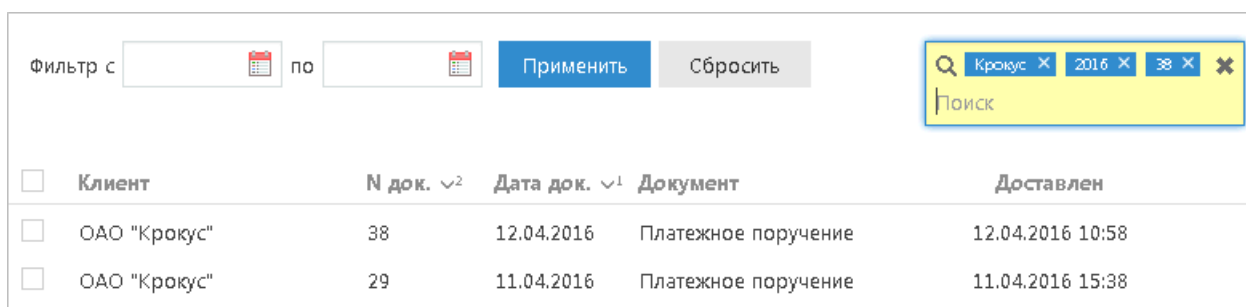 Фильтр с по Применить Сбросить
Крокус × 2016 × 38 ×
Поиск
Клиент N док. 2 Дата док. 1 Документ Доставлен
ОАО "Крокус" 38 12.04.2016 Платежное поручение 12.04.2016 10:58
ОАО "Крокус" 29 11.04.2016 Платежное поручение 11.04.2016 15:38